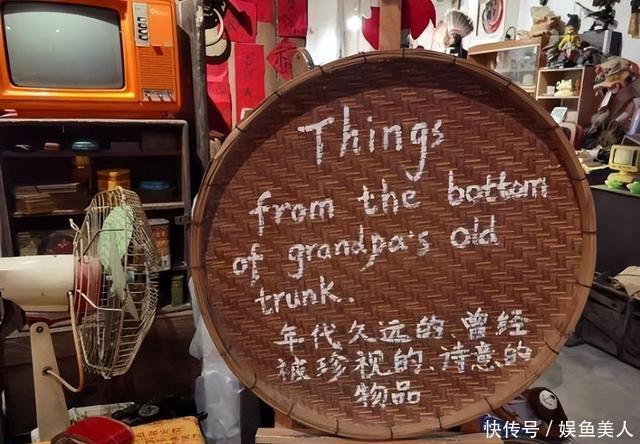 Things
from the bottom
of grandpa's old
trunk.
年代久远的、曾经
被珍视的、诗意的
物品
快传号 / 娱鱼美人